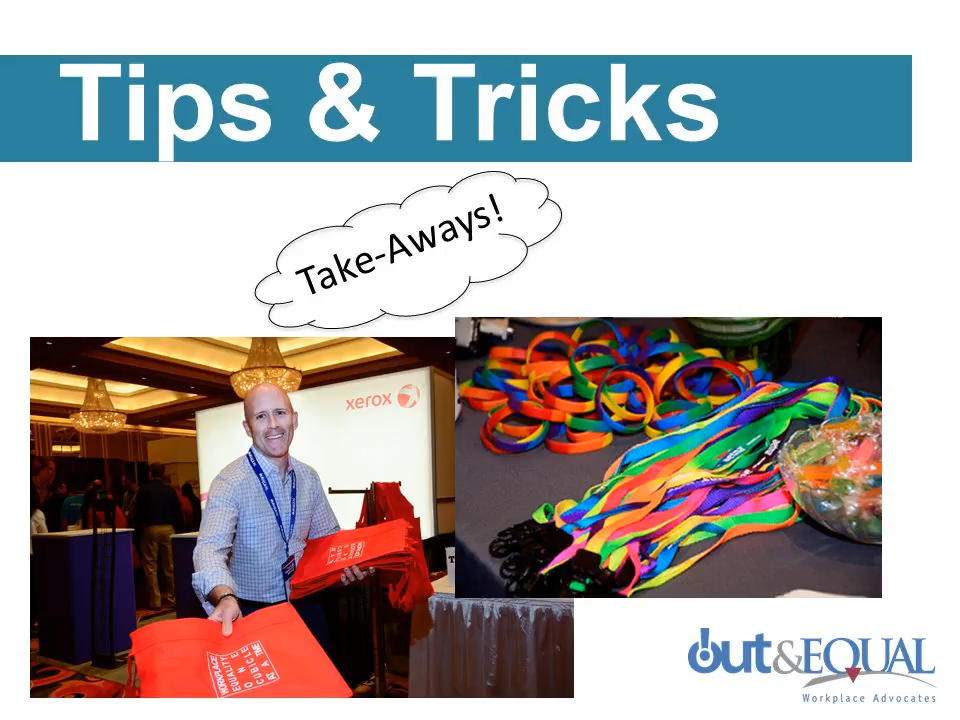 Tips & Tricks
Take-Aways!
xerox
WORKPLACE
EQUALITY
ONE
CUBICLE
AT A TIME
Out&EQUAL
Workplace Advocates